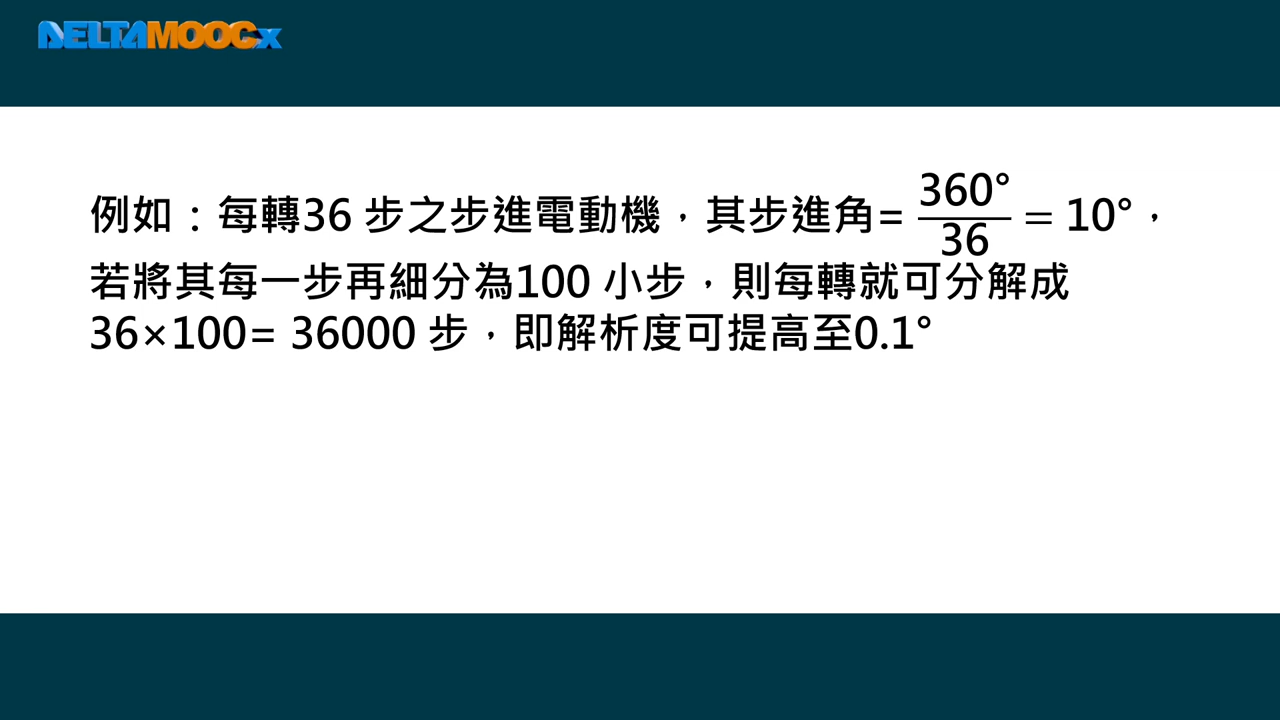 DELTAMOOCx
例如：每轉36 步之步進電動機，其步進角= 360°/36 = 10°，
若將其每一步再細分為100 小步，則每轉就可分解成
36×100= 36000 步，即解析度可提高至0.1°